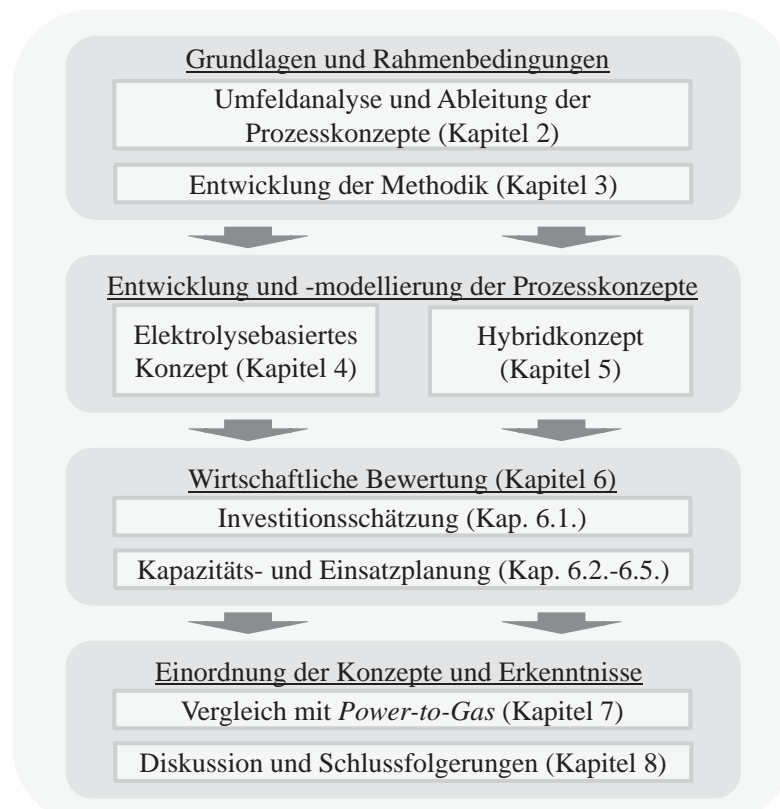 Grundlagen und Rahmenbedingungen
Umfeldanalyse und Ableitung der
Prozesskonzepte (Kapitel 2)
Entwicklung der Methodik (Kapitel 3)
Entwicklung und -modellierung der Prozesskonzepte
Elektrolysebasiertes
Konzept (Kapitel 4)
Hybridkonzept
(Kapitel 5)
Wirtschaftliche Bewertung (Kapitel 6)
Investitionsschätzung (Kap. 6.1.)
Kapazitäts- und Einsatzplanung (Kap. 6.2.-6.5.)
Einordnung der Konzepte und Erkenntnisse
Vergleich mit Power-to-Gas (Kapitel 7)
Diskussion und Schlussfolgerungen (Kapitel 8)